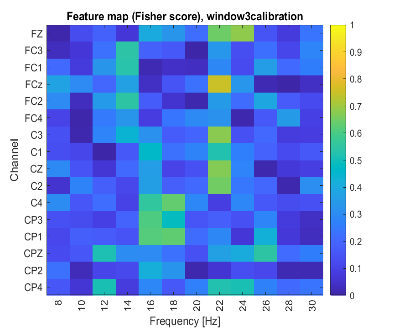 Feature map (Fisher score), window3calibration
Channel
FZ
FC3
FC1
FCz
FC2
FC4
C3
C1
CZ
C2
C4
CP3
CP1
CPZ
CP2
CP4
8 10 12 14 16 18 20 22 24 26 28 30
Frequency [Hz]
1
0.9
0.8
0.7
0.6
0.5
0.4
0.3
0.2
0.1
0